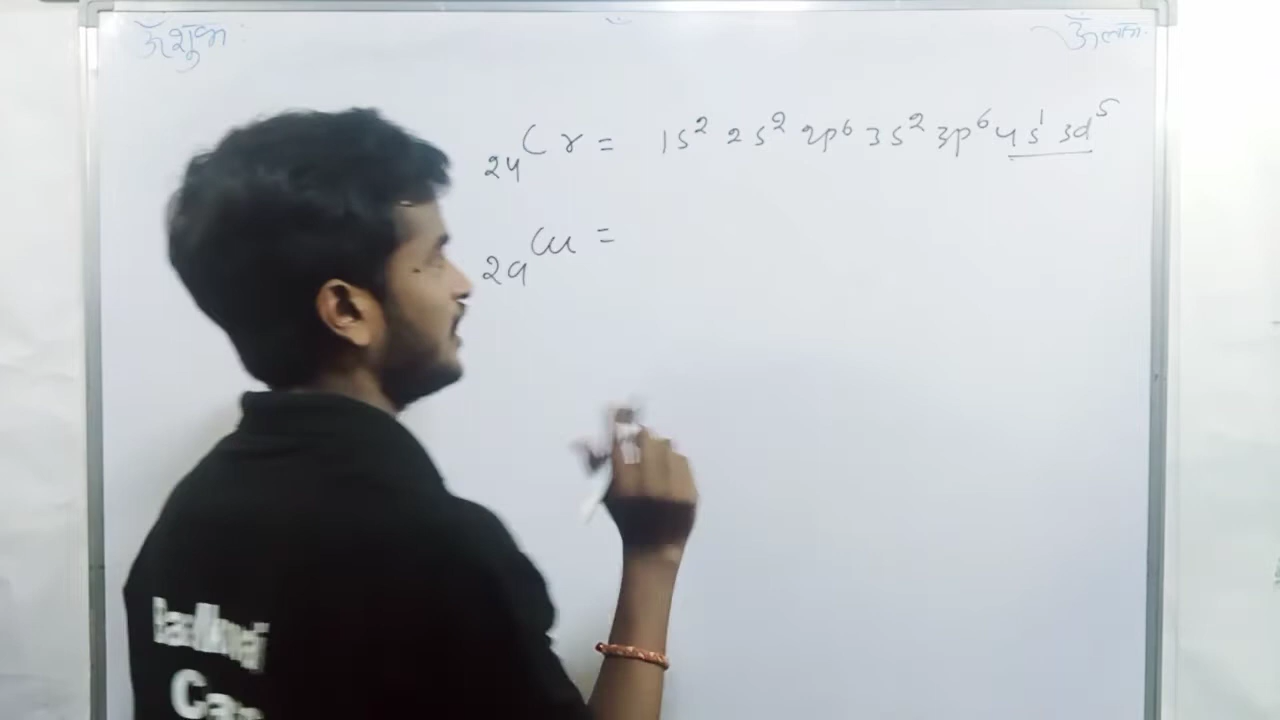 ॐ शुभः
ॐ लाभः
₂₄Cr = 1s² 2s² 2p⁶ 3s² 3p⁶ 4s¹ 3d⁵
₂₉Cu =